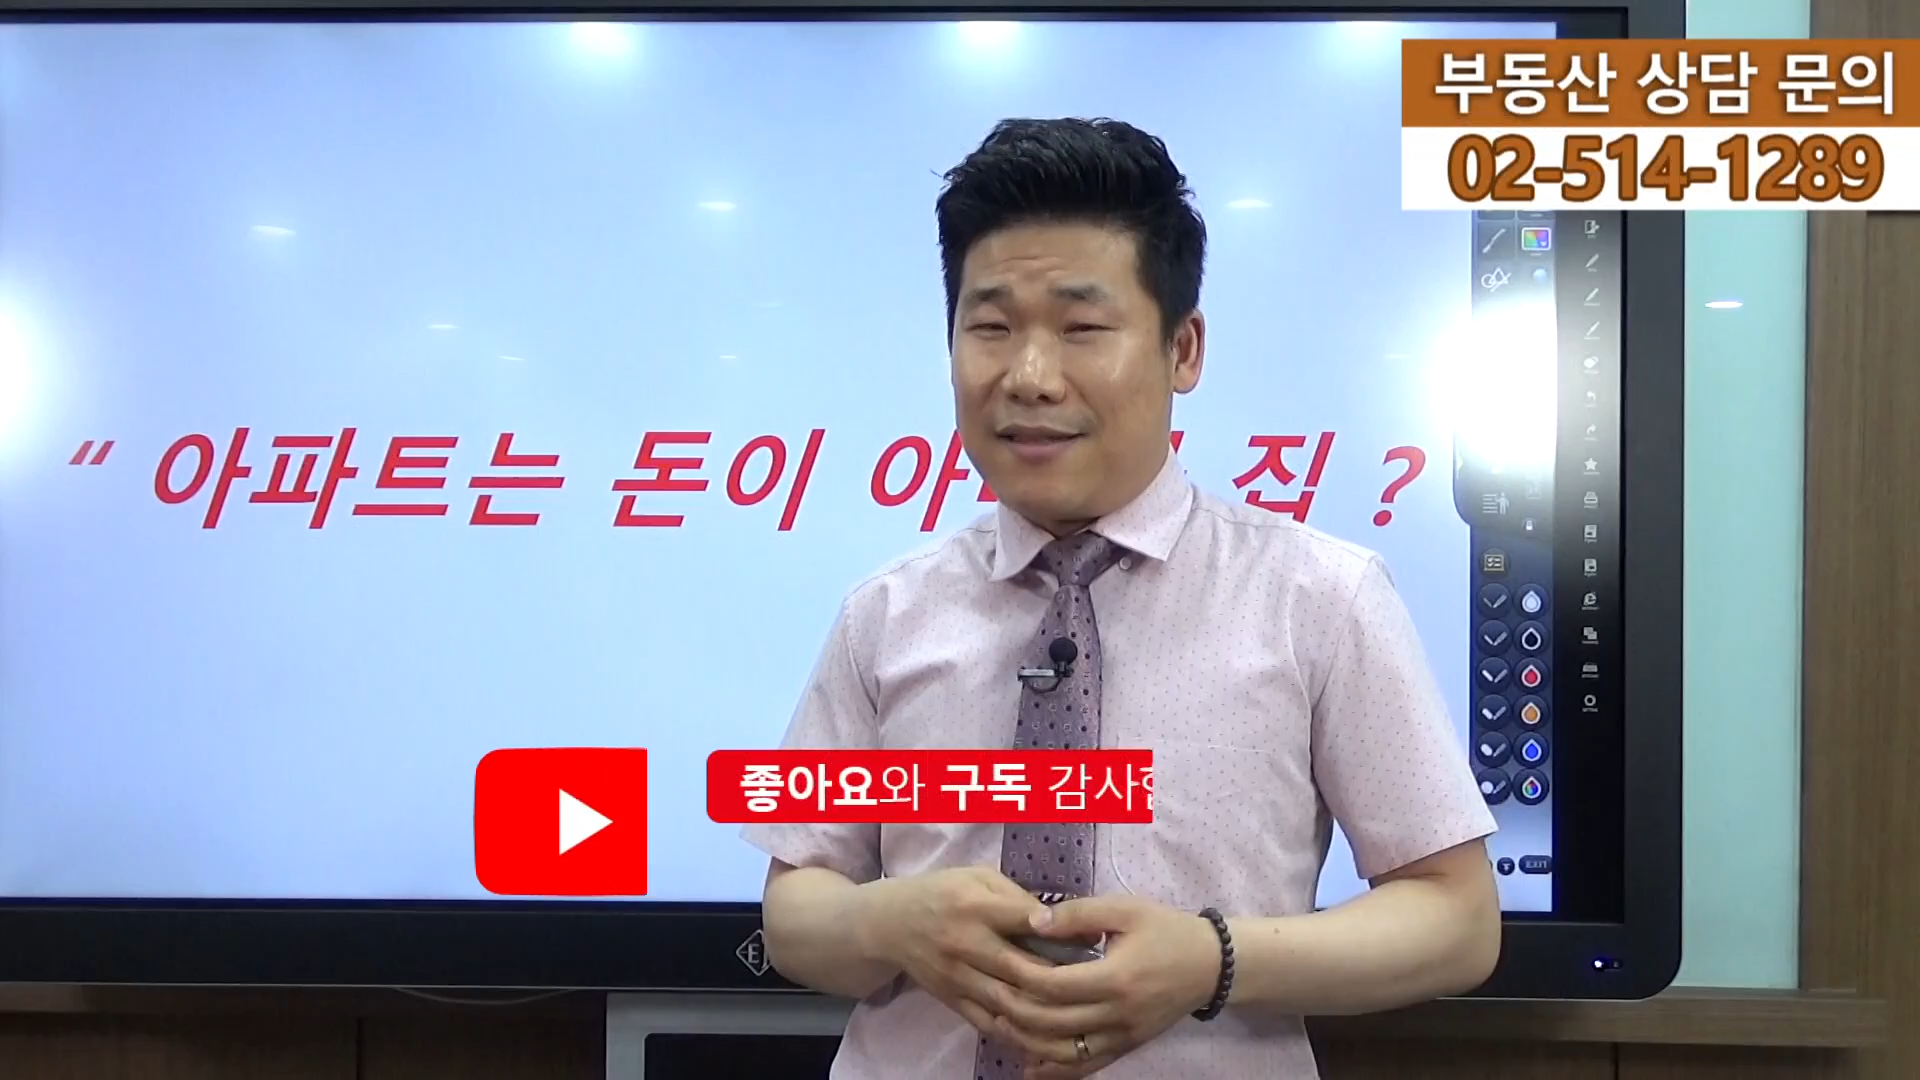 부동산 상담 문의
02-514-1289
“ 아파트는 돈이 집 ?
좋아요와 구독
EXIT